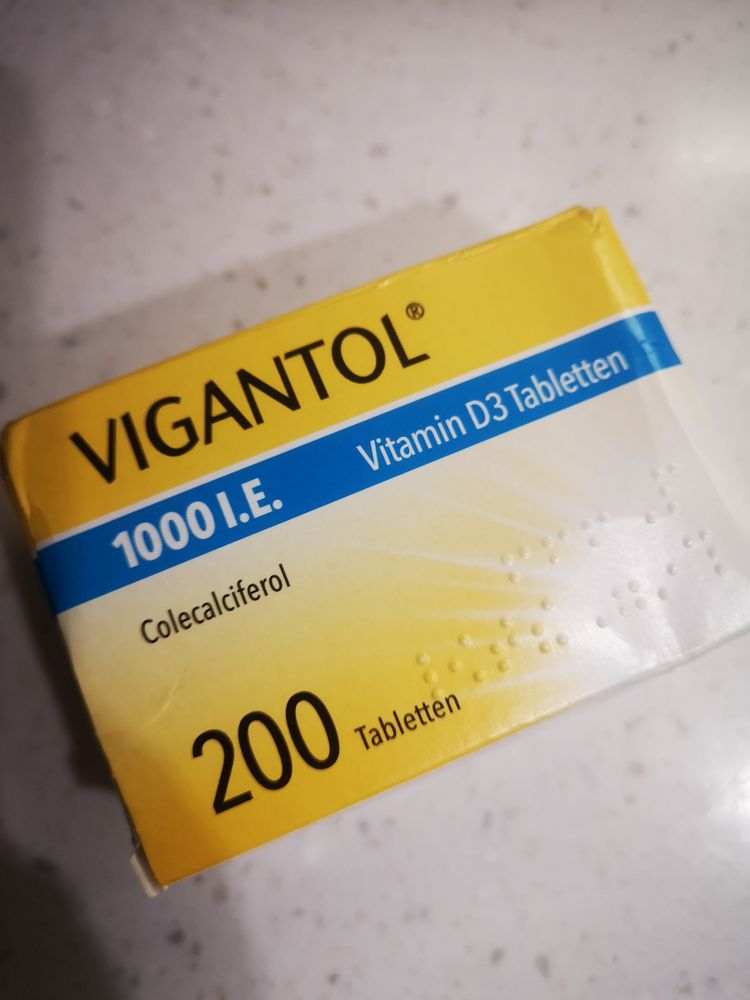 VIGANTOL®
1000 I.E. Vitamin D3 Tabletten
Colecalciferol
200 Tabletten